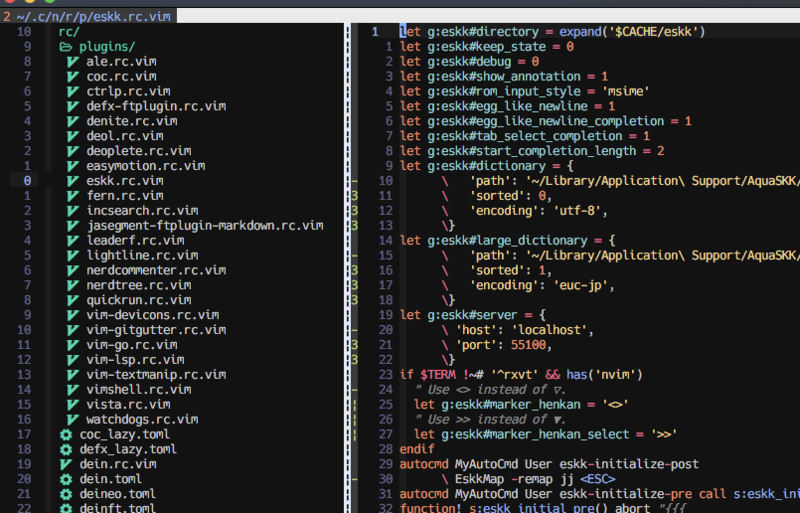 2 ~/.c/n/r/p/eskk.rc.vim
10 rc/
9 plugins/
8 ale.rc.vim
7 coc.rc.vim
6 ctrlp.rc.vim
5 defx-ftplugin.rc.vim
4 denite.rc.vim
3 deol.rc.vim
2 deoplete.rc.vim
1 easymotion.rc.vim
0 eskk.rc.vim
1 fern.rc.vim
2 incsearch.rc.vim
3 jasegment-ftplugin-markdown.rc.vim
4 leaderf.rc.vim
5 lightline.rc.vim
6 nerdcommenter.rc.vim
7 nerdtree.rc.vim
8 quickrun.rc.vim
9 vim-devicons.rc.vim
10 vim-gitgutter.rc.vim
11 vim-go.rc.vim
12 vim-lsp.rc.vim
13 vim-textmanip.rc.vim
14 vimshell.rc.vim
15 vista.rc.vim
16 watchdogs.rc.vim
17 coc_lazy.toml
18 defx_lazy.toml
19 dein.rc.vim
20 dein.toml
21 deineo.toml
22 deinft.toml
1 let g:eskk#directory = expand('$CACHE/eskk')
1 let g:eskk#keep_state = 0
2 let g:eskk#debug = 0
3 let g:eskk#show_annotation = 1
4 let g:eskk#rom_input_style = 'msime'
5 let g:eskk#egg_like_newline = 1
6 let g:eskk#egg_like_newline_completion = 1
7 let g:eskk#tab_select_completion = 1
8 let g:eskk#start_completion_length = 2
9 let g:eskk#dictionary = {
10 \ 'path': '~/Library/Application\ Support/AquaSKK/
11 \ 'sorted': 0,
12 \ 'encoding': 'utf-8',
13 \}
14 let g:eskk#large_dictionary = {
15 \ 'path': '~/Library/Application\ Support/AquaSKK/
16 \ 'sorted': 1,
17 \ 'encoding': 'euc-jp',
18 \}
19 let g:eskk#server = {
20 \ 'host': 'localhost',
21 \ 'port': 55100,
22 \}
23 if $TERM !~# '^rxvt' && has('nvim')
24 " Use <> instead of ▽.
25 let g:eskk#marker_henkan = '<>'
26 " Use >> instead of ▼.
27 let g:eskk#marker_henkan_select = '>>'
28 endif
29 autocmd MyAutoCmd User eskk-initialize-post
30 \ EskkMap -remap jj <ESC>
31 autocmd MyAutoCmd User eskk-initialize-pre call s:eskk_ini
32 function! s:eskk_initial_pre() abort "{{{